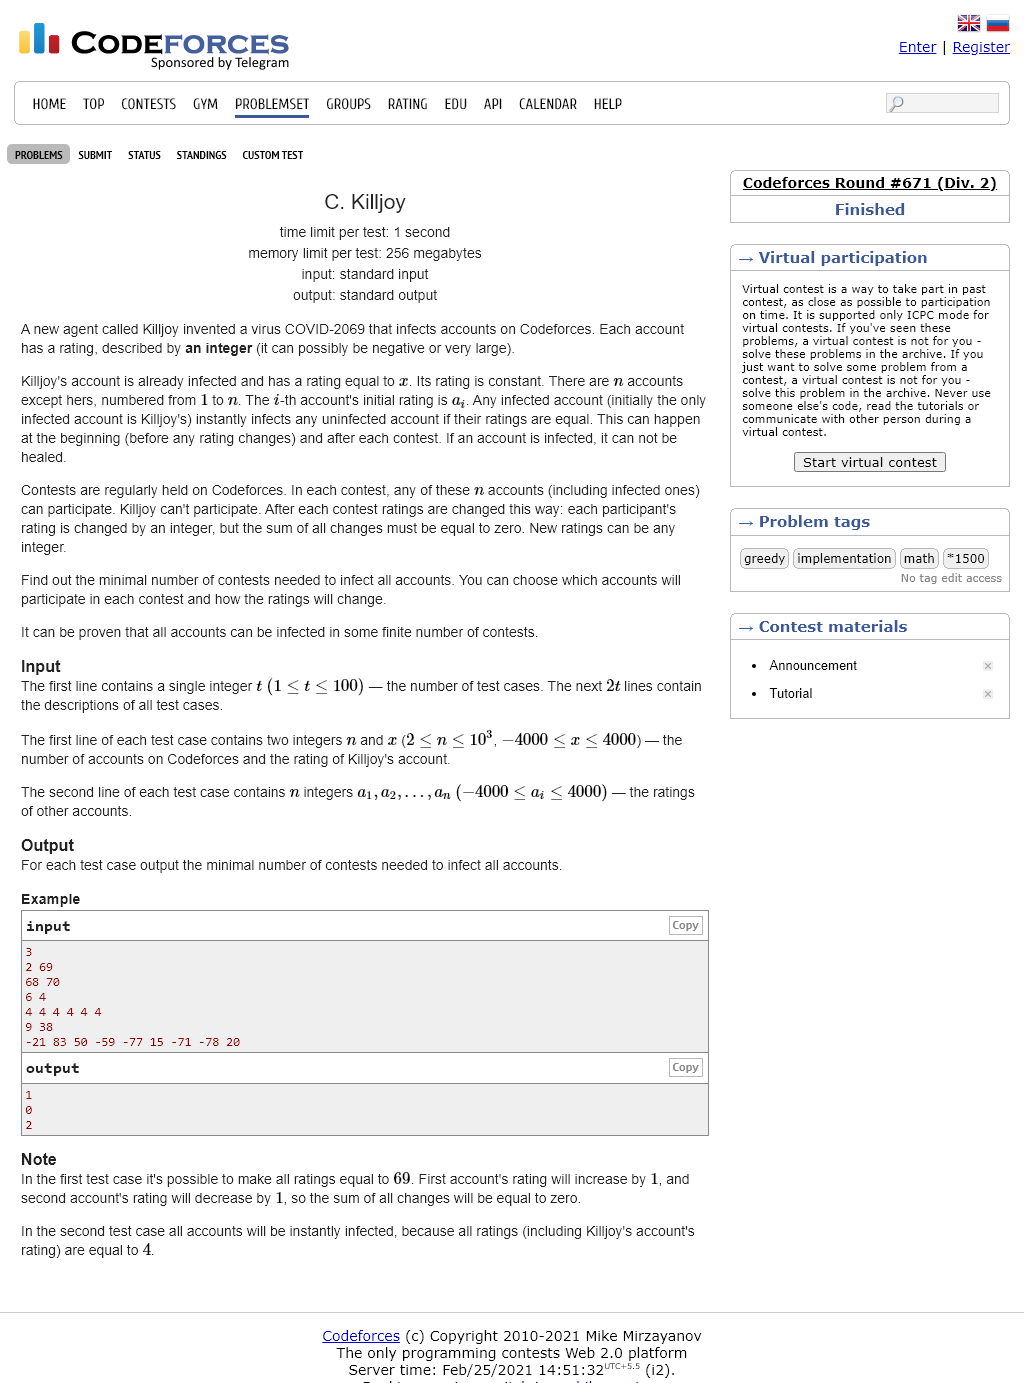 CODEFORCES
Sponsored by Telegram
Enter | Register
HOME TOP CONTESTS GYM PROBLEMSET GROUPS RATING EDU API CALENDAR HELP
PROBLEMS SUBMIT STATUS STANDINGS CUSTOM TEST
C. Killjoy
time limit per test: 1 second
memory limit per test: 256 megabytes
input: standard input
output: standard output
A new agent called Killjoy invented a virus COVID-2069 that infects accounts on Codeforces. Each account
has a rating, described by an integer (it can possibly be negative or very large).
Killjoy's account is already infected and has a rating equal to x. Its rating is constant. There are n accounts
except hers, numbered from 1 to n. The i-th account's initial rating is a_i. Any infected account (initially the only
infected account is Killjoy's) instantly infects any uninfected account if their ratings are equal. This can happen
at the beginning (before any rating changes) and after each contest. If an account is infected, it can not be
healed.
Contests are regularly held on Codeforces. In each contest, any of these n accounts (including infected ones)
can participate. Killjoy can't participate. After each contest ratings are changed this way: each participant's
rating is changed by an integer, but the sum of all changes must be equal to zero. New ratings can be any
integer.
Find out the minimal number of contests needed to infect all accounts. You can choose which accounts will
participate in each contest and how the ratings will change.
It can be proven that all accounts can be infected in some finite number of contests.
Input
The first line contains a single integer t (1 ≤ t ≤ 100) — the number of test cases. The next 2t lines contain
the descriptions of all test cases.
The first line of each test case contains two integers n and x (2 ≤ n ≤ 10^3, −4000 ≤ x ≤ 4000) — the
number of accounts on Codeforces and the rating of Killjoy's account.
The second line of each test case contains n integers a_1, a_2, …, a_n (−4000 ≤ a_i ≤ 4000) — the ratings
of other accounts.
Output
For each test case output the minimal number of contests needed to infect all accounts.
Example
input Copy
3
2 69
68 70
6 4
4 4 4 4 4 4
9 38
-21 83 50 -59 -77 15 -71 -78 20
output Copy
1
0
2
Note
In the first test case it's possible to make all ratings equal to 69. First account's rating will increase by 1, and
second account's rating will decrease by 1, so the sum of all changes will be equal to zero.
In the second test case all accounts will be instantly infected, because all ratings (including Killjoy's account's
rating) are equal to 4.
Codeforces Round #671 (Div. 2)
Finished
→ Virtual participation
Virtual contest is a way to take part in past
contest, as close as possible to participation
on time. It is supported only ICPC mode for
virtual contests. If you've seen these
problems, a virtual contest is not for you -
solve these problems in the archive. If you
just want to solve some problem from a
contest, a virtual contest is not for you -
solve this problem in the archive. Never use
someone else's code, read the tutorials or
communicate with other person during a
virtual contest.
Start virtual contest
→ Problem tags
greedy implementation math *1500
No tag edit access
→ Contest materials
Announcement
Tutorial
Codeforces (c) Copyright 2010-2021 Mike Mirzayanov
The only programming contests Web 2.0 platform
Server time: Feb/25/2021 14:51:32 UTC+5.5 (i2).